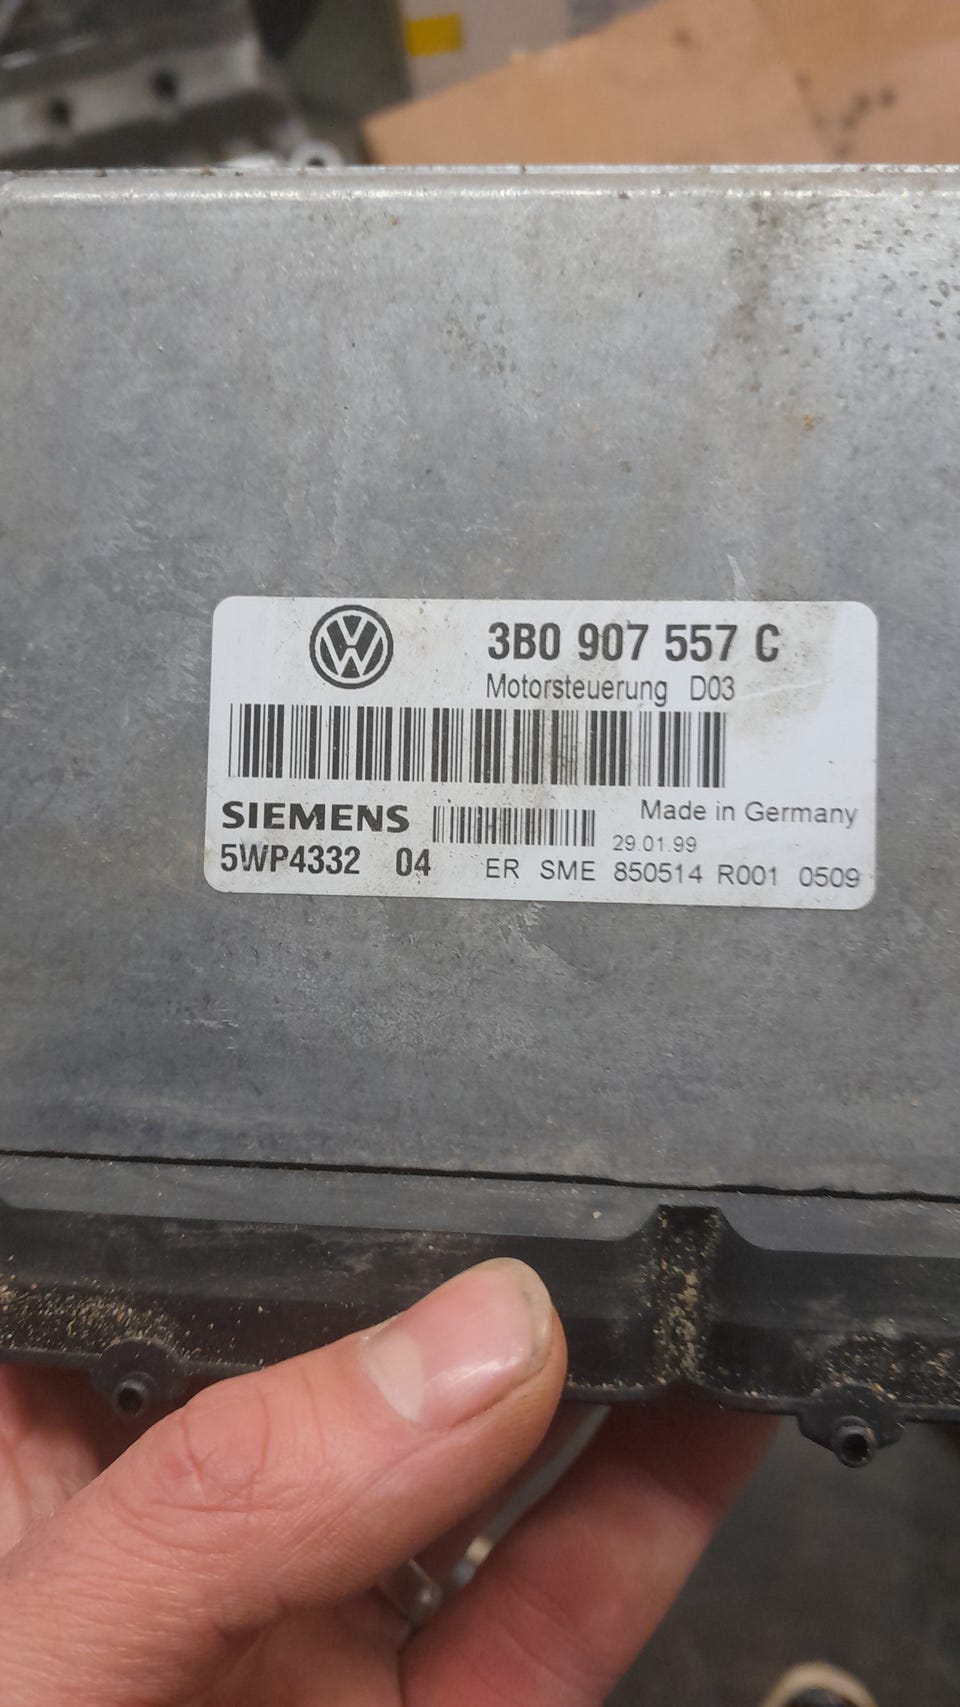 3B0 907 557 C
Motorsteuerung D03
SIEMENS
Made in Germany
29.01.99
5WP4332 04
ER SME 850514 R001 0509